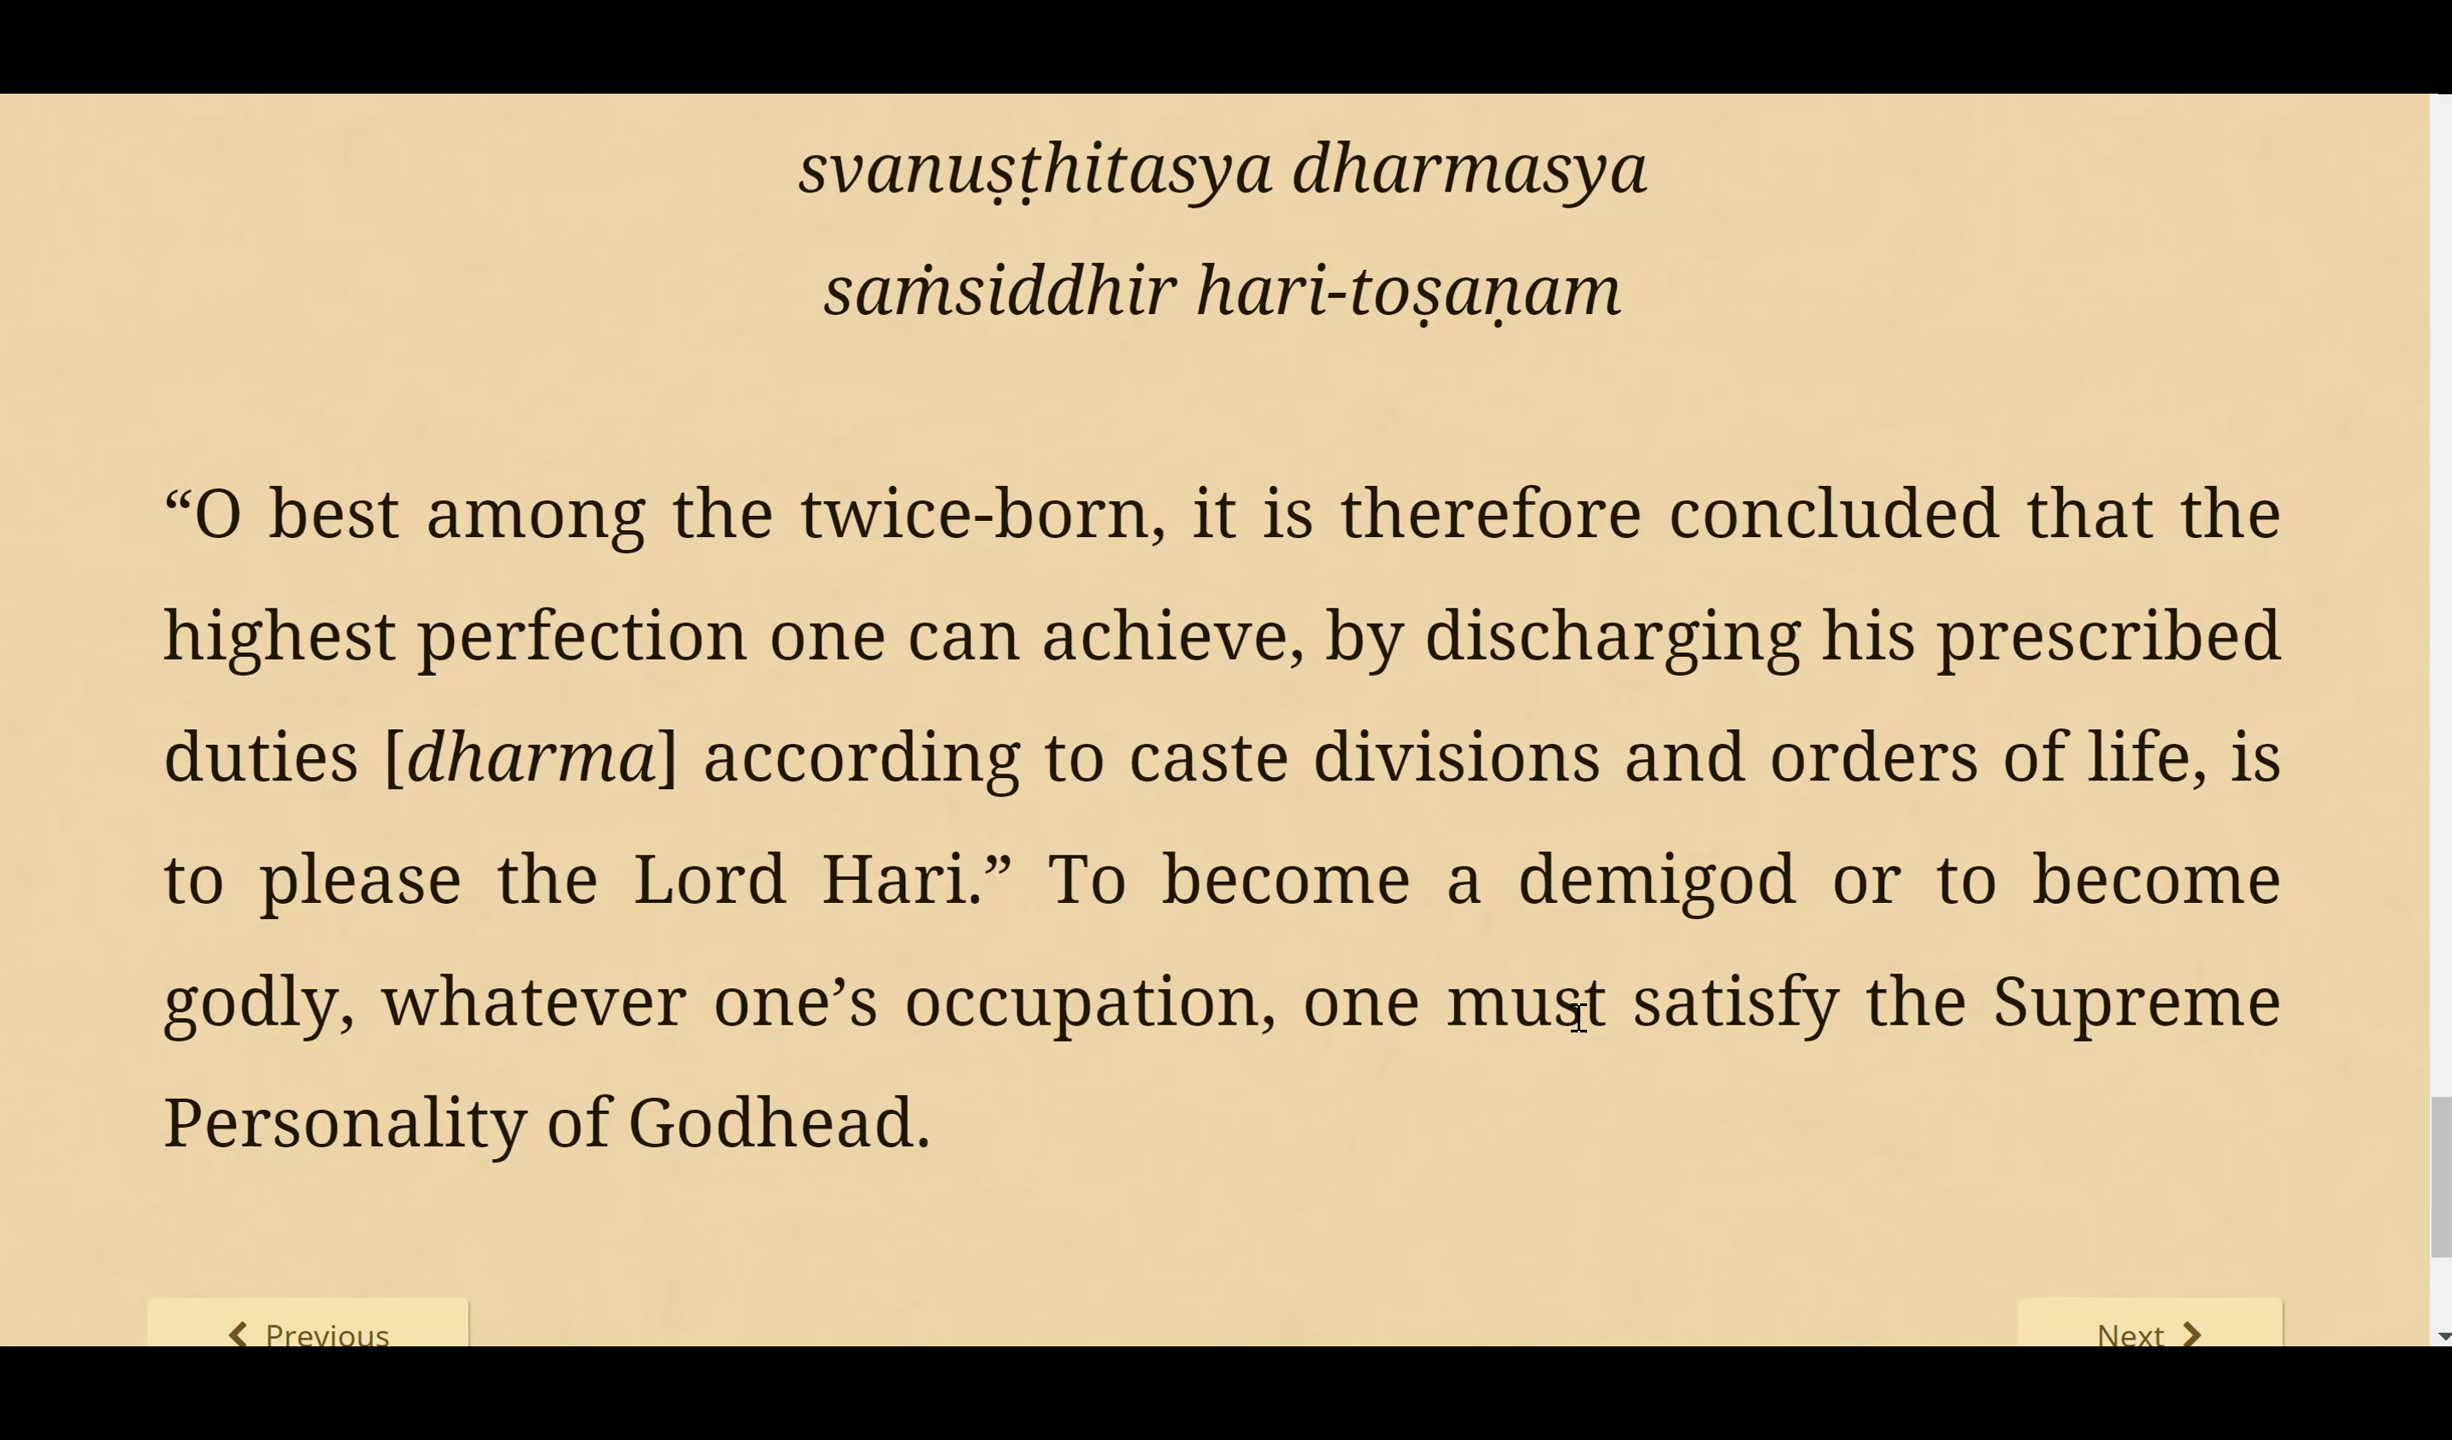 svanuṣṭhitasya dharmasya
saṁsiddhir hari-toṣaṇam
“O best among the twice-born, it is therefore concluded that the
highest perfection one can achieve, by discharging his prescribed
duties [dharma] according to caste divisions and orders of life, is
to please the Lord Hari.” To become a demigod or to become
godly, whatever one’s occupation, one must satisfy the Supreme
Personality of Godhead.
Previous
Next